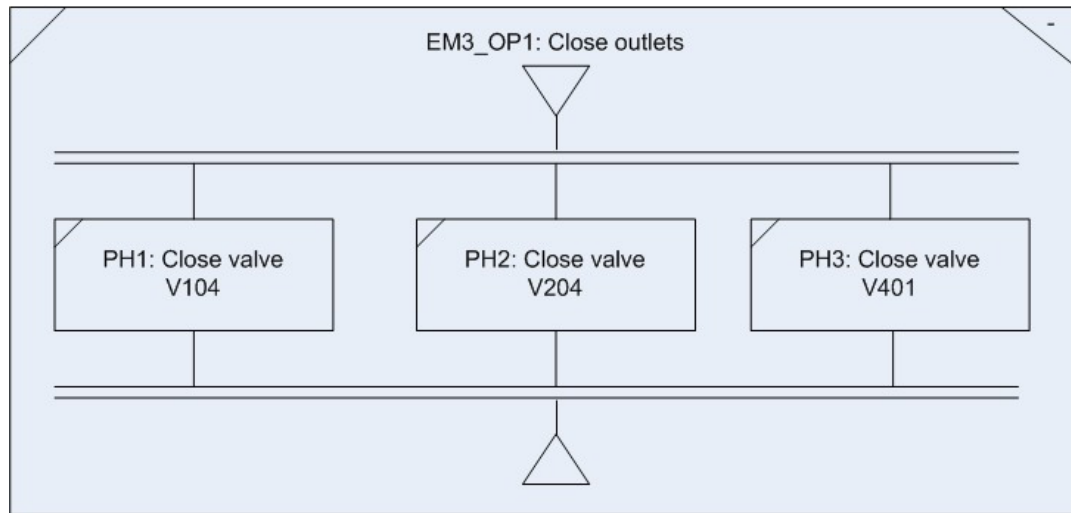 -
EM3_OP1: Close outlets
PH1: Close valve
V104
PH2: Close valve
V204
PH3: Close valve
V401